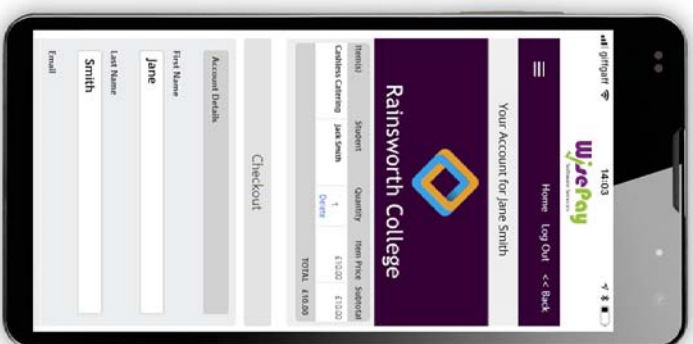 giffgaff 14:03
WisePay
Software Services
Home Log Out << Back
Your Account for Jane Smith
Rainsworth College
Item(s) Student Quantity Item Price Subtotal
Cashless Catering Jack Smith 1 £10.00 £10.00
Delete
TOTAL £10.00
Checkout
Account Details
First Name
Jane
Last Name
Smith
Email